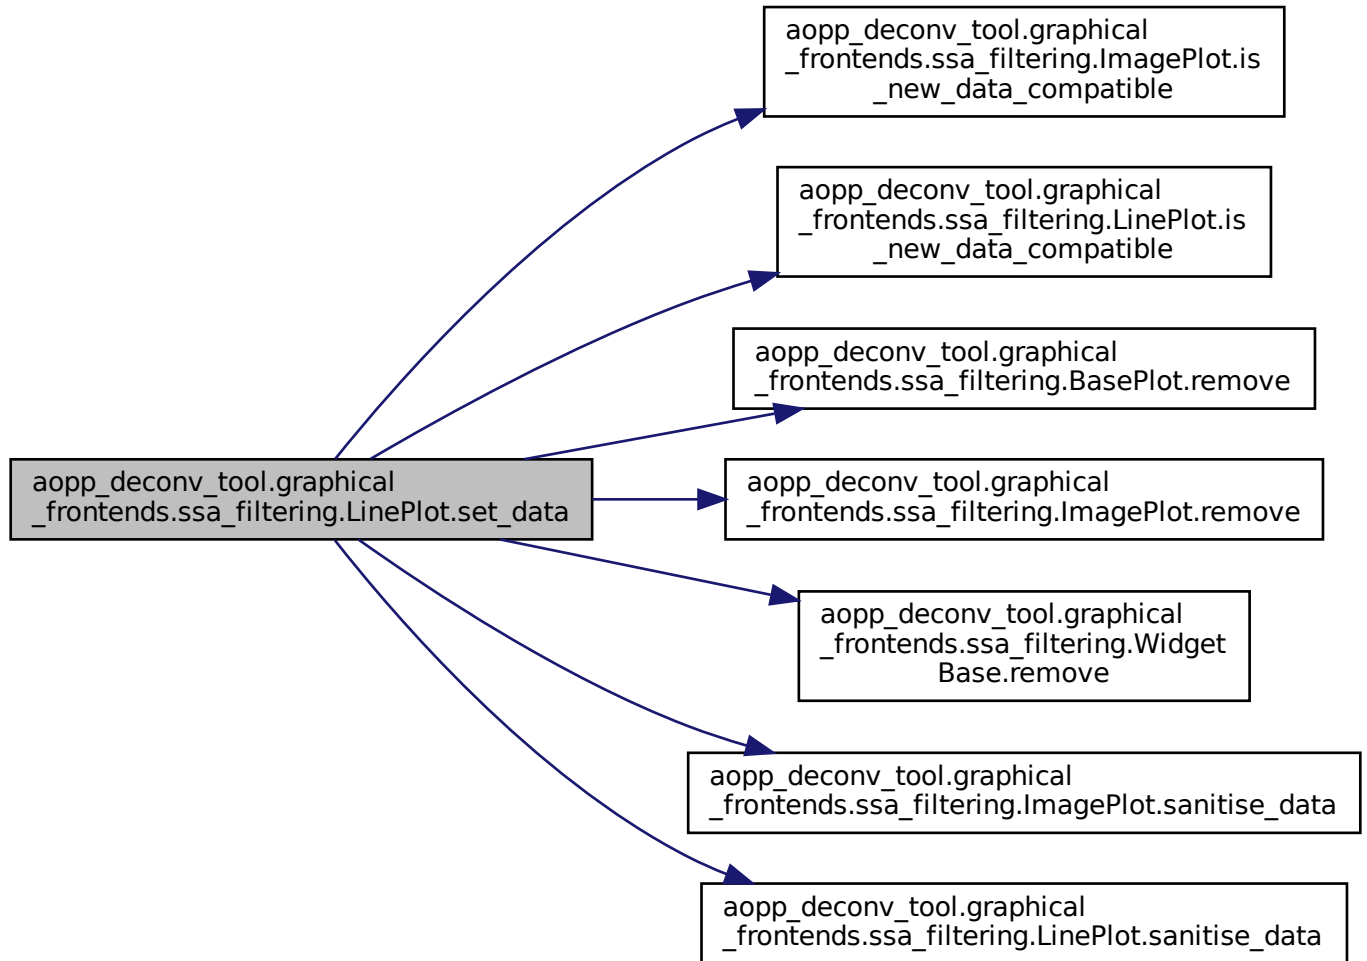 aopp_deconv_tool.graphical
_frontends.ssa_filtering.ImagePlot.is
_new_data_compatible
aopp_deconv_tool.graphical
_frontends.ssa_filtering.LinePlot.is
_new_data_compatible
aopp_deconv_tool.graphical
_frontends.ssa_filtering.BasePlot.remove
aopp_deconv_tool.graphical
_frontends.ssa_filtering.LinePlot.set_data
aopp_deconv_tool.graphical
_frontends.ssa_filtering.ImagePlot.remove
aopp_deconv_tool.graphical
_frontends.ssa_filtering.Widget
Base.remove
aopp_deconv_tool.graphical
_frontends.ssa_filtering.ImagePlot.sanitise_data
aopp_deconv_tool.graphical
_frontends.ssa_filtering.LinePlot.sanitise_data